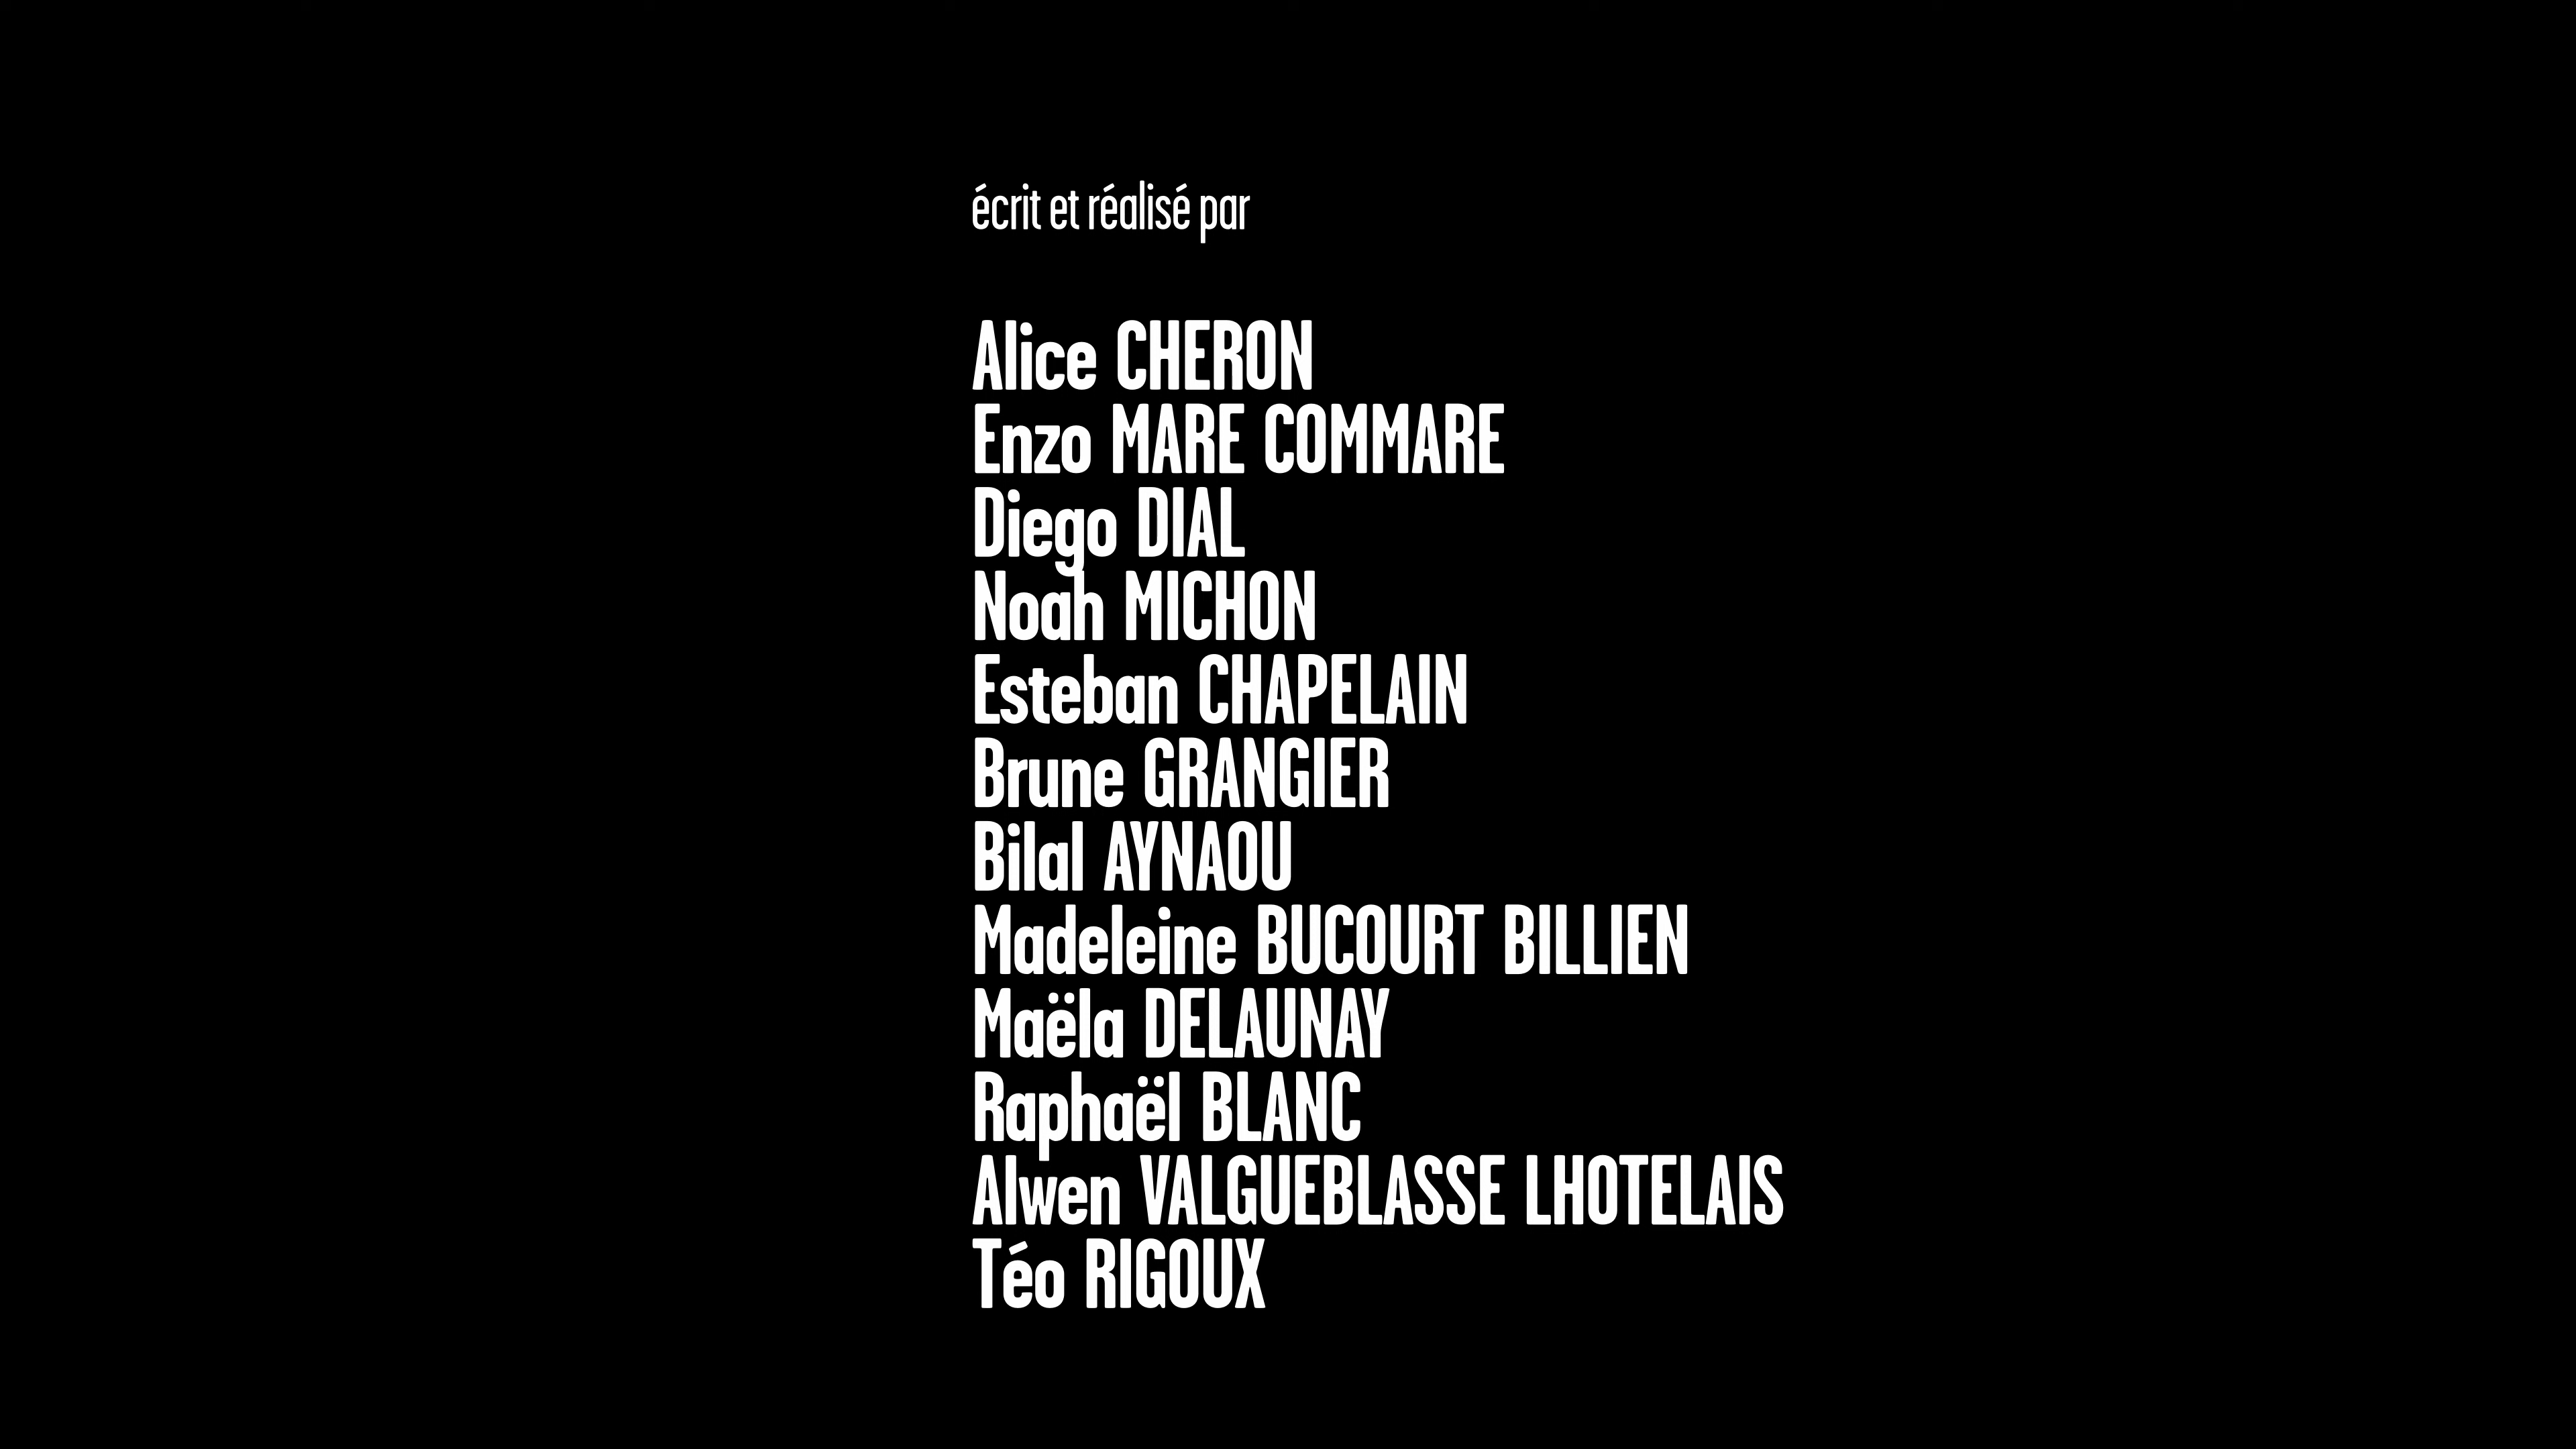 écrit et réalisé par
Alice CHERON
Enzo MARE COMMARE
Diego DIAL
Noah MICHON
Esteban CHAPELAIN
Brune GRANGIER
Bilal AYNAOU
Madeleine BUCOURT BILLIEN
Maëla DELAUNAY
Raphaël BLANC
Alwen VALGUEBLASSE LHOTELAIS
Téo RIGOUX